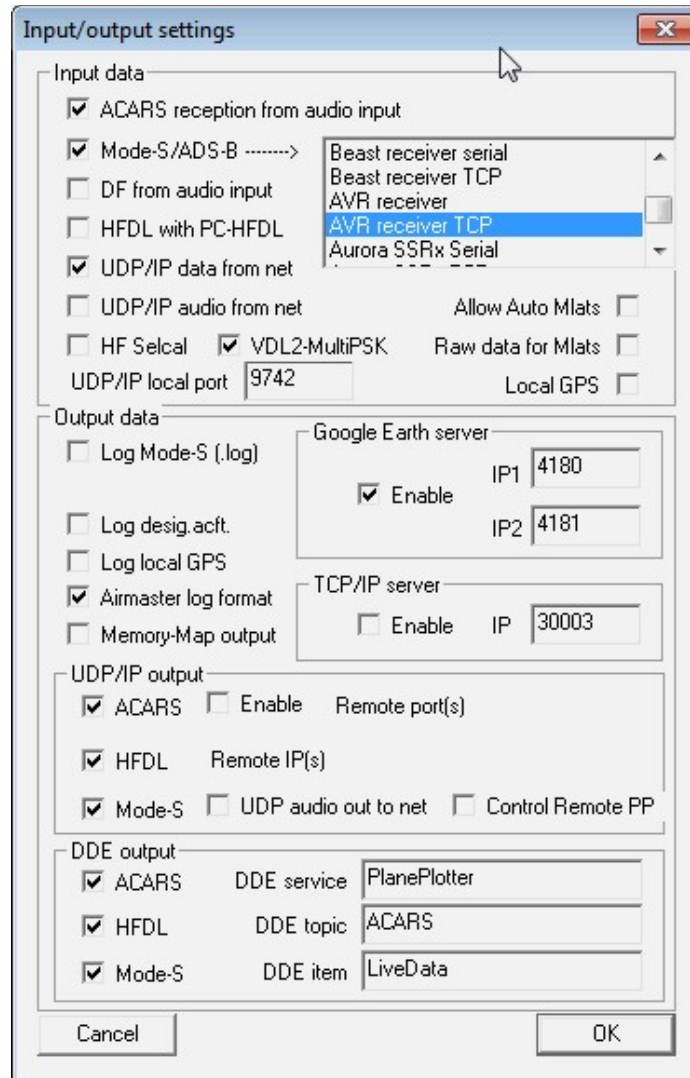 Input/output settings
Input data
ACARS reception from audio input
Mode-S/ADS-B -------->
Beast receiver serial
Beast receiver TCP
AVR receiver
AVR receiver TCP
Aurora SSRx Serial
DF from audio input
HFDL with PC-HFDL
UDP/IP data from net
UDP/IP audio from net
Allow Auto Mlats
HF Selcal VDL2-MultiPSK Raw data for Mlats
UDP/IP local port 9742 Local GPS
Output data
Log Mode-S (.log)
Google Earth server
Enable
IP1 4180
IP2 4181
Log desig.acft.
Log local GPS
Airmaster log format
Memory-Map output
TCP/IP server
Enable IP 30003
UDP/IP output
ACARS Enable Remote port(s)
HFDL Remote IP(s)
Mode-S UDP audio out to net Control Remote PP
DDE output
ACARS DDE service PlanePlotter
HFDL DDE topic ACARS
Mode-S DDE item LiveData
Cancel OK